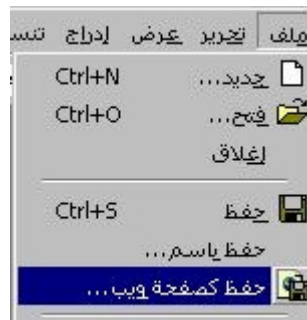 ملف تحرير عرض إدراج تنس
جديد... Ctrl+N
فتح... Ctrl+O
إغلاق
حفظ Ctrl+S
حفظ باسم...
حفظ كصفحة ويب...